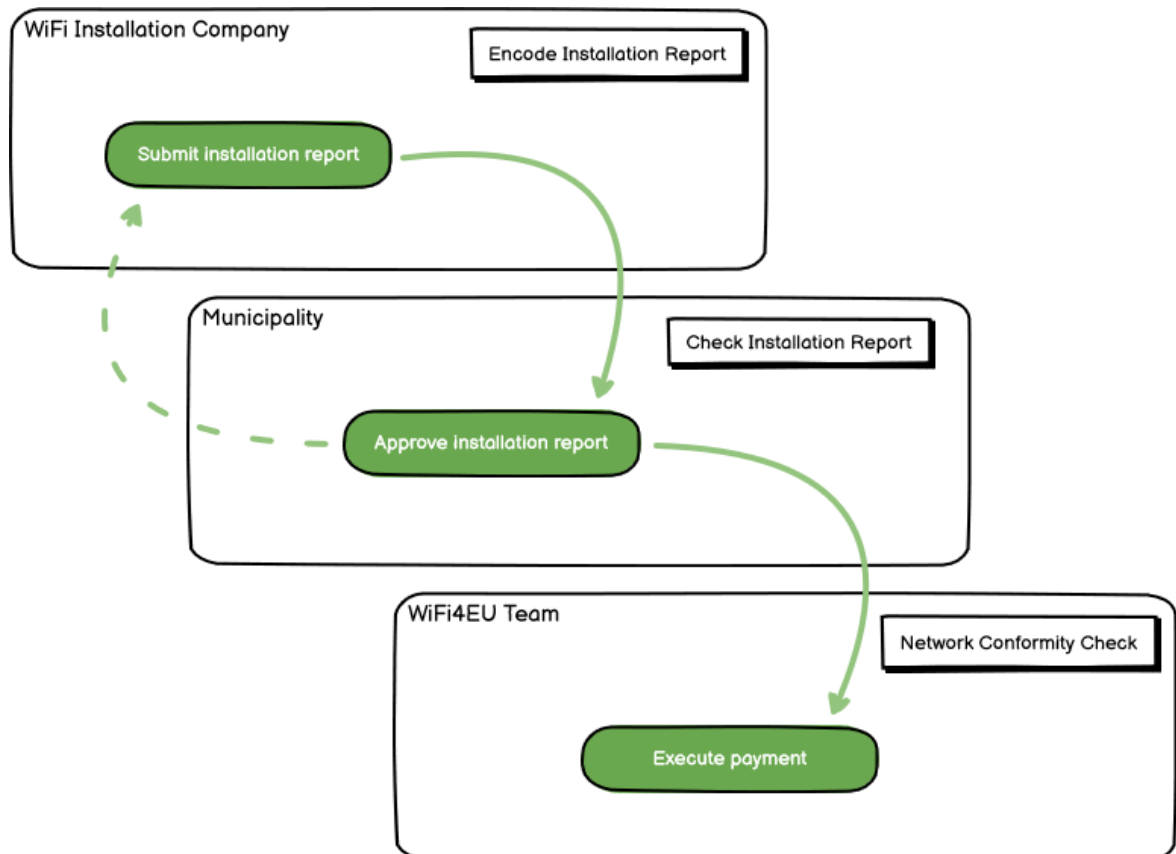 WiFi Installation Company
Encode Installation Report
Submit installation report
Municipality
Check Installation Report
Approve installation report
WiFi4EU Team
Network Conformity Check
Execute payment